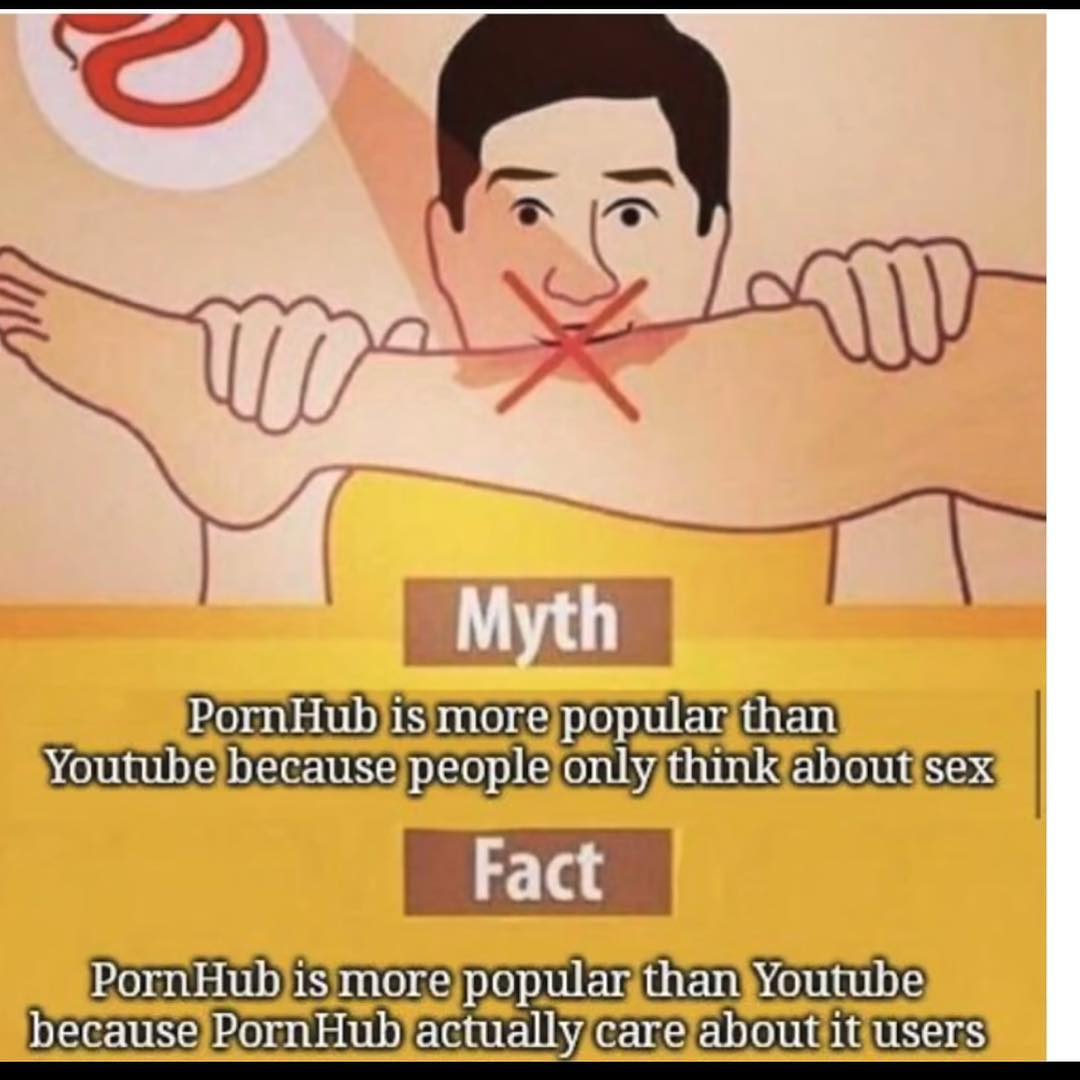 Myth
PornHub is more popular than
Youtube because people only think about sex
Fact
PornHub is more popular than Youtube
because PornHub actually care about it users